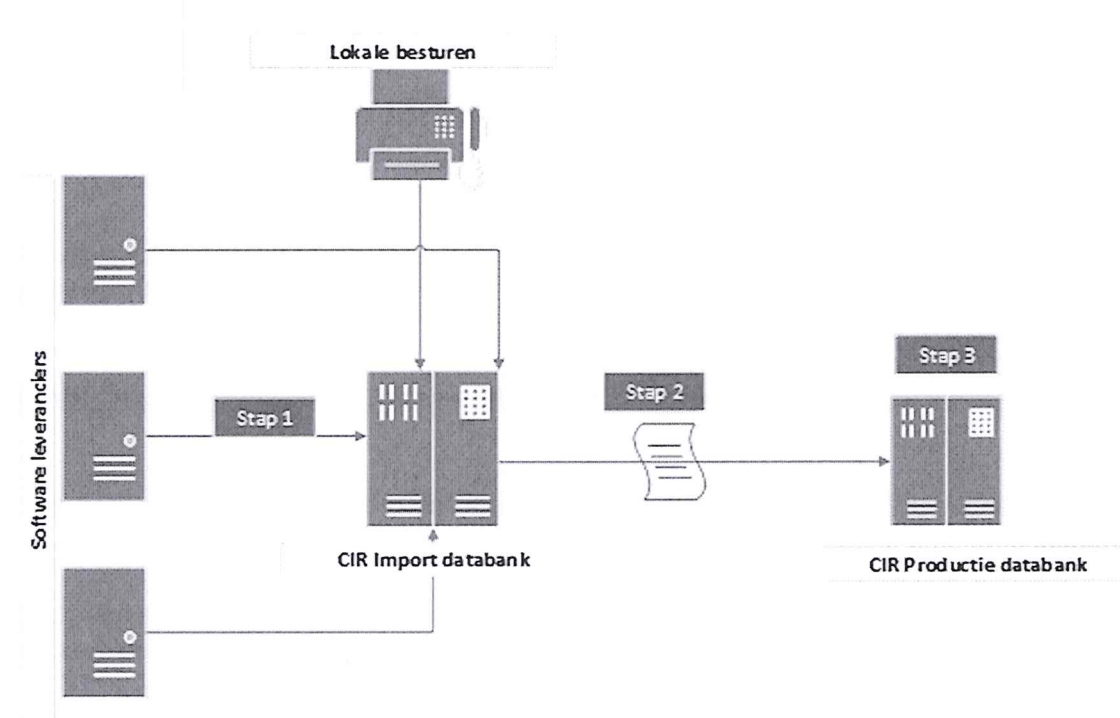 Lokale besturen
Software leveranciers
Stap 1
Stap 2
Stap 3
CIR Import databank
CIR Productie databank